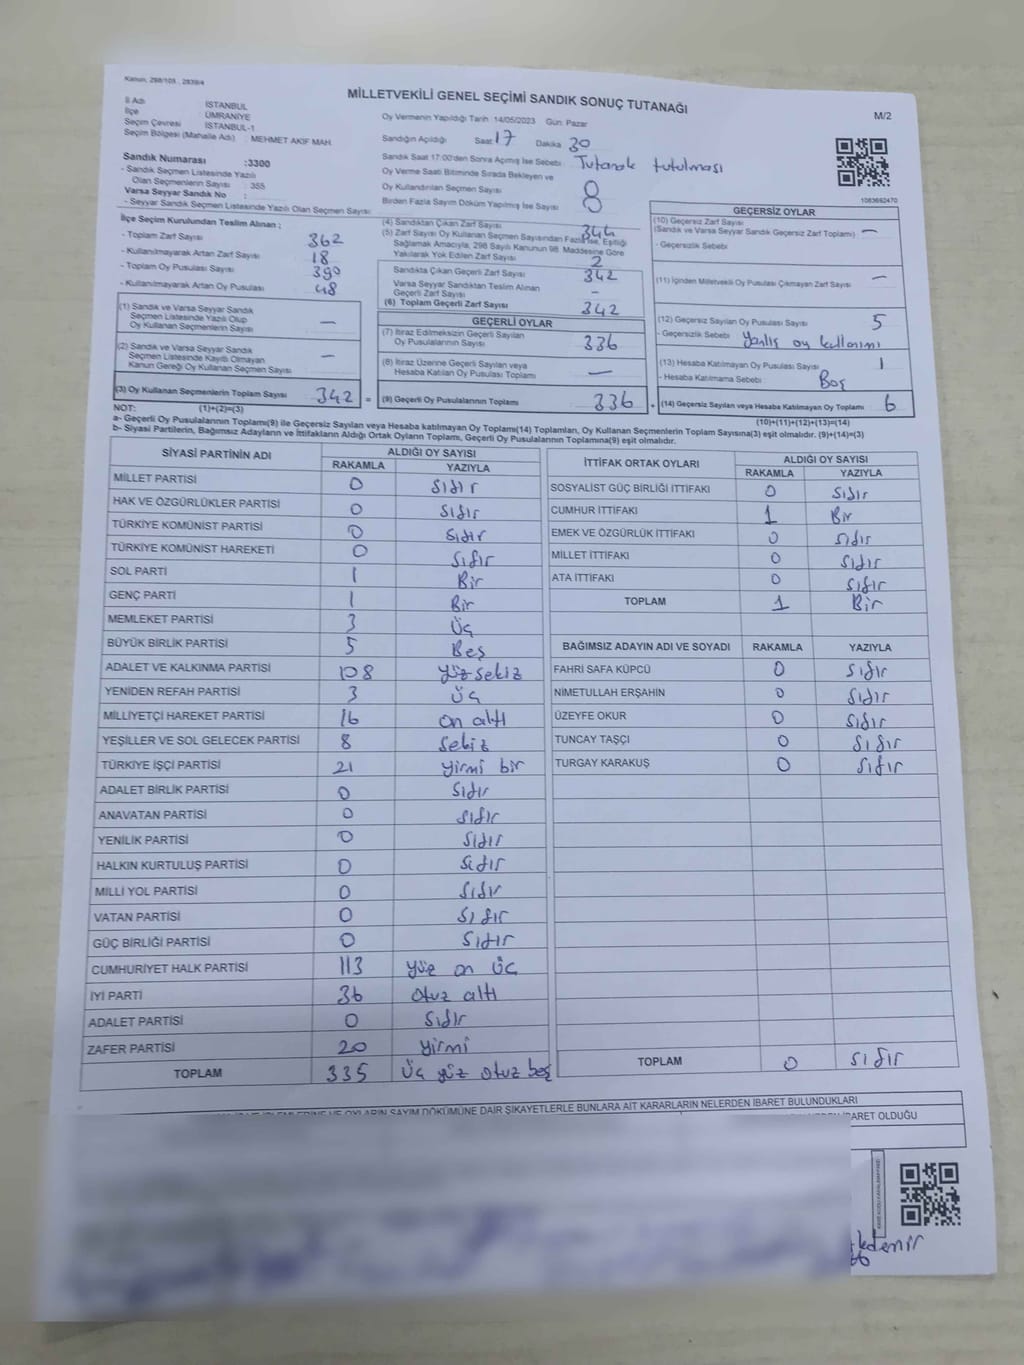 Kanun, 298/105 , 2839/4
MİLLETVEKİLİ GENEL SEÇİMİ SANDIK SONUÇ TUTANAĞI
M/2
İl Adı İSTANBUL
İlçe ÜMRANİYE
Seçim Çevresi İSTANBUL-1
Seçim Bölgesi (Mahalle Adı) : MEHMET AKİF MAH.
Oy Vermenin Yapıldığı Tarih :14/05/2023 Gün: Pazar
Sandığın Açıldığı Saat 17 Dakika 30
Sandık Saat 17:00'den Sonra Açılmış İse Sebebi : Tutanak tutulması
Oy Verme Saati Bitiminde Sırada Bekleyen ve
Oy Kullandırılan Seçmen Sayısı 8
Birden Fazla Sayım Döküm Yapılmış İse Sayısı
Sandık Numarası :3300
- Sandık Seçmen Listesinde Yazılı
Olan Seçmenlerin Sayısı : 355
Varsa Seyyar Sandık No :
- Seyyar Sandık Seçmen Listesinde Yazılı Olan Seçmen Sayısı:
1083692470
İlçe Seçim Kurulundan Teslim Alınan ;
- Toplam Zarf Sayısı 362
- Kullanılmayarak Artan Zarf Sayısı 18
- Toplam Oy Pusulası Sayısı 390
- Kullanılmayarak Artan Oy Pusulası 48
(1) Sandık ve Varsa Seyyar Sandık
Seçmen Listesinde Yazılı Olup
Oy Kullanan Seçmenlerin Sayısı —
(2) Sandık ve Varsa Seyyar Sandık
Seçmen Listesinde Kayıtlı Olmayan
Kanun Gereği Oy Kullanan Seçmen Sayısı —
(3) Oy Kullanan Seçmenlerin Toplam Sayısı 342 =
(4) Sandıktan Çıkan Zarf Sayısı 344
(5) Zarf Sayısı Oy Kullanan Seçmen Sayısından Fazla İse, Eşitliği
Sağlamak Amacıyla, 298 Sayılı Kanunun 98. Maddesine Göre
Yakılarak Yok Edilen Zarf Sayısı 2
Sandıkta Çıkan Geçerli Zarf Sayısı 342
Varsa Seyyar Sandıktan Teslim Alınan
Geçerli Zarf Sayısı -
(6) Toplam Geçerli Zarf Sayısı 342
GEÇERLİ OYLAR
(7) İtiraz Edilmeksizin Geçerli Sayılan
Oy Pusulalarının Sayısı 336
(8) İtiraz Üzerine Geçerli Sayılan veya
Hesaba Katılan Oy Pusulası Toplamı —
(9) Geçerli Oy Pusulalarının Toplamı 336 +
GEÇERSİZ OYLAR
(10) Geçersiz Zarf Sayısı
(Sandık ve Varsa Seyyar Sandık Geçersiz Zarf Toplamı) —
- Geçersizlik Sebebi
(11) İçinden Milletvekili Oy Pusulası Çıkmayan Zarf Sayısı —
(12) Geçersiz Sayılan Oy Pusulası Sayısı 5
- Geçersizlik Sebebi Yanlış oy kullanımı
(13) Hesaba Katılmayan Oy Pusulası Sayısı 1
- Hesaba Katılmama Sebebi Boş
(14) Geçersiz Sayılan veya Hesaba Katılmayan Oy Toplamı 6
NOT: (1)+(2)=(3) (10)+(11)+(12)+(13)=(14)
a- Geçerli Oy Pusulalarının Toplamı(9) ile Geçersiz Sayılan veya Hesaba katılmayan Oy Toplamı(14) Toplamları, Oy Kullanan Seçmenlerin Toplam Sayısına(3) eşit olmalıdır. (9)+(14)=(3)
b- Siyasi Partilerin, Bağımsız Adayların ve İttifakların Aldığı Ortak Oyların Toplamı, Geçerli Oy Pusulalarının Toplamına(9) eşit olmalıdır.
SİYASİ PARTİNİN ADI ALDIĞI OY SAYISI
RAKAMLA YAZIYLA
MİLLET PARTİSİ 0 Sıfır
HAK VE ÖZGÜRLÜKLER PARTİSİ 0 Sıfır
TÜRKİYE KOMÜNİST PARTİSİ 0 Sıfır
TÜRKİYE KOMÜNİST HAREKETİ 0 Sıfır
SOL PARTİ 1 Bir
GENÇ PARTİ 1 Bir
MEMLEKET PARTİSİ 3 Üç
BÜYÜK BİRLİK PARTİSİ 5 Beş
ADALET VE KALKINMA PARTİSİ 108 Yüz sekiz
YENİDEN REFAH PARTİSİ 3 Üç
MİLLİYETÇİ HAREKET PARTİSİ 16 on altı
YEŞİLLER VE SOL GELECEK PARTİSİ 8 Sekiz
TÜRKİYE İŞÇİ PARTİSİ 21 Yirmi bir
ADALET BİRLİK PARTİSİ 0 Sıfır
ANAVATAN PARTİSİ 0 Sıfır
YENİLİK PARTİSİ 0 Sıfır
HALKIN KURTULUŞ PARTİSİ 0 Sıfır
MİLLİ YOL PARTİSİ 0 Sıfır
VATAN PARTİSİ 0 Sıfır
GÜÇ BİRLİĞİ PARTİSİ 0 Sıfır
CUMHURİYET HALK PARTİSİ 113 Yüz on üç
İYİ PARTİ 36 Otuz altı
ADALET PARTİSİ 0 Sıfır
ZAFER PARTİSİ 20 Yirmi
TOPLAM 335 Üç yüz otuz beş
İTTİFAK ORTAK OYLARI ALDIĞI OY SAYISI
RAKAMLA YAZIYLA
SOSYALİST GÜÇ BİRLİĞİ İTTİFAKI 0 Sıfır
CUMHUR İTTİFAKI 1 Bir
EMEK VE ÖZGÜRLÜK İTTİFAKI 0 Sıfır
MİLLET İTTİFAKI 0 Sıfır
ATA İTTİFAKI 0 Sıfır
TOPLAM 1 Bir
BAĞIMSIZ ADAYIN ADI VE SOYADI RAKAMLA YAZIYLA
FAHRİ SAFA KÜPCÜ 0 Sıfır
NİMETULLAH ERŞAHİN 0 Sıfır
ÜZEYFE OKUR 0 Sıfır
TUNCAY TAŞÇI 0 Sıfır
TURGAY KARAKUŞ 0 Sıfır
TOPLAM 0 Sıfır
OYLARIN SAYIM DÖKÜMÜNE DAİR ŞİKAYETLERLE BUNLARA AİT KARARLARIN NELERDEN İBARET BULUNDUKLARI
İBARET OLDUĞU